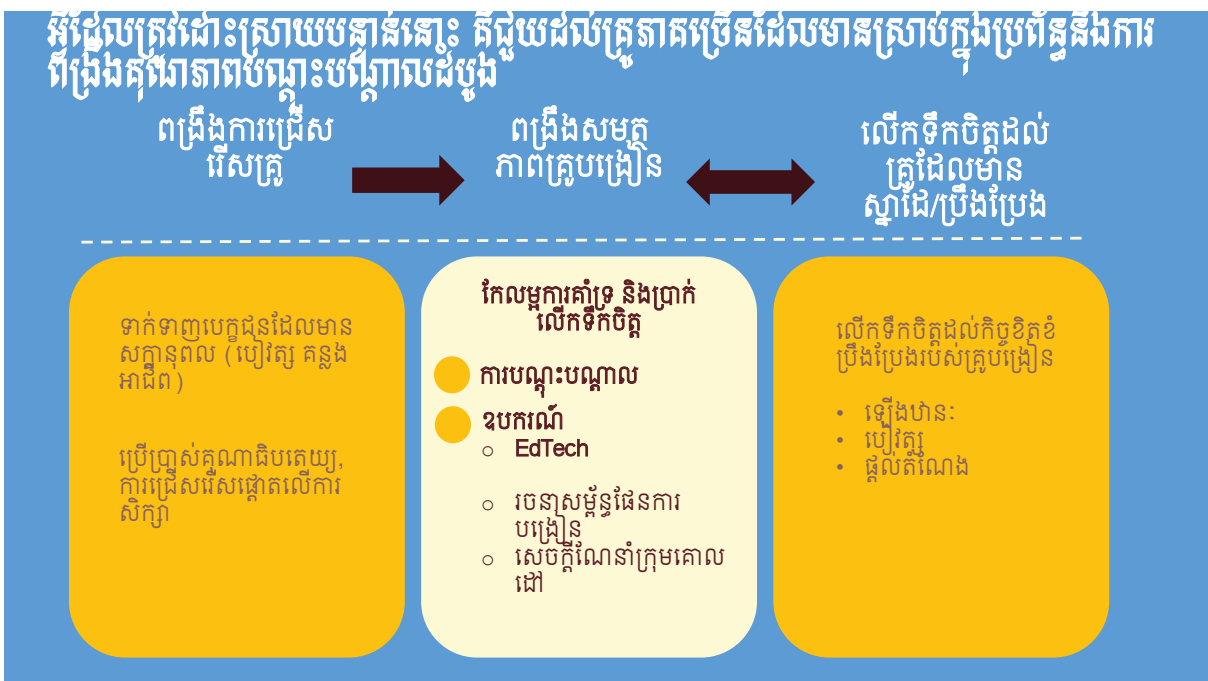 អ្វីដែលត្រូវដោះស្រាយបន្ទាន់នោះ គឺជួយដល់គ្រូភាគច្រើនដែលមានស្រាប់ក្នុងប្រព័ន្ធនិងការ
ពង្រឹងគុណភាពបណ្តុះបណ្តាលដំបូង
ពង្រឹងការជ្រើស
រើសគ្រូ
ពង្រឹងសមត្ថ
ភាពគ្រូបង្រៀន
លើកទឹកចិត្តដល់
គ្រូដែលមាន
ស្នាដៃ/ប្រឹងប្រែង
ទាក់ទាញបេក្ខជនដែលមាន
សក្តានុពល (បៀវត្ស គន្លង
អាជីព)
ប្រើប្រាស់គុណាធិបតេយ្យ,
ការជ្រើសរើសផ្តោតលើការ
សិក្សា
កែលម្អការគាំទ្រ និងប្រាក់
លើកទឹកចិត្ត
ការបណ្តុះបណ្តាល
ឧបករណ៍
o EdTech
o រចនាសម្ព័ន្ធផែនការ
បង្រៀន
o សេចក្តីណែនាំក្រុមគោល
ដៅ
លើកទឹកចិត្តដល់កិច្ចខិតខំ
ប្រឹងប្រែងរបស់គ្រូបង្រៀន
• ឡើងឋានៈ
• បៀវត្ស
• ផ្តល់តំណែង